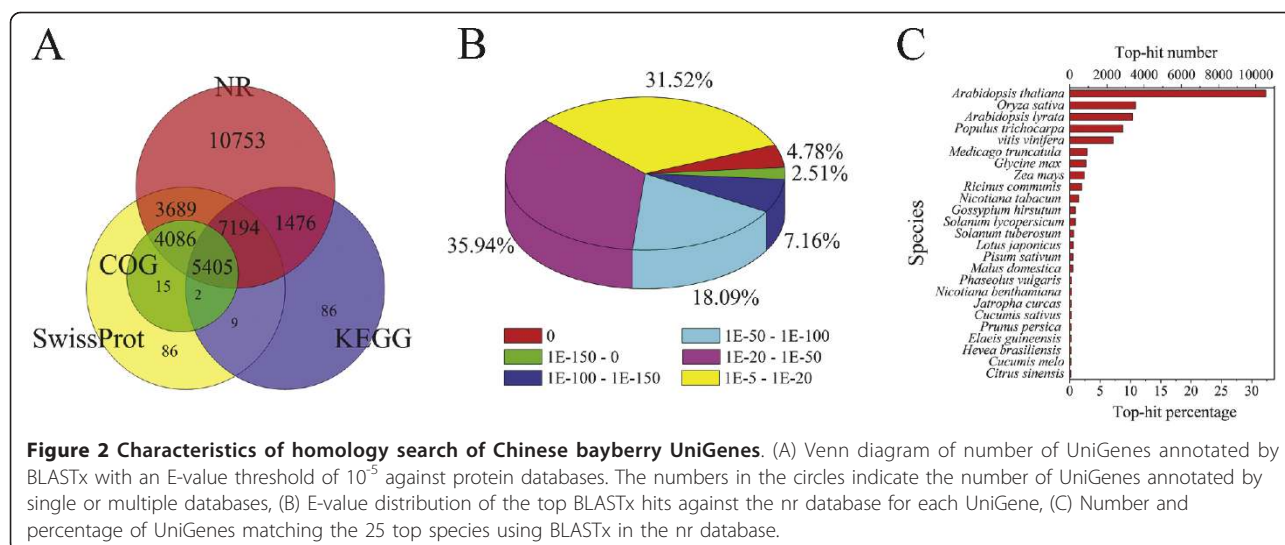 A
NR
10753
3689
7194
1476
4086
COG
5405
15
2
9
86
SwissProt
86
KEGG
B
31.52%
4.78%
2.51%
7.16%
18.09%
35.94%
0
1E-50 - 1E-100
1E-150 - 0
1E-20 - 1E-50
1E-100 - 1E-150
1E-5 - 1E-20
C
Top-hit number
0 2000 4000 6000 8000 10000
Species
Arabidopsis thaliana
Oryza sativa
Arabidopsis lyrata
Populus trichocarpa
vitis vinifera
Medicago truncatula
Glycine max
Zea mays
Ricinus communis
Nicotiana tabacum
Gossypium hirsutum
Solanum lycopersicum
Solanum tuberosum
Lotus japonicus
Pisum sativum
Malus domestica
Phaseolus vulgaris
Nicotiana benthamiana
Jatropha curcas
Cucumis sativus
Prunus persica
Elaeis guineensis
Hevea brasiliensis
Cucumis melo
Citrus sinensis
0 5 10 15 20 25 30
Top-hit percentage
Figure 2 Characteristics of homology search of Chinese bayberry UniGenes. (A) Venn diagram of number of UniGenes annotated by
BLASTx with an E-value threshold of 10-5 against protein databases. The numbers in the circles indicate the number of UniGenes annotated by
single or multiple databases, (B) E-value distribution of the top BLASTx hits against the nr database for each UniGene, (C) Number and
percentage of UniGenes matching the 25 top species using BLASTx in the nr database.